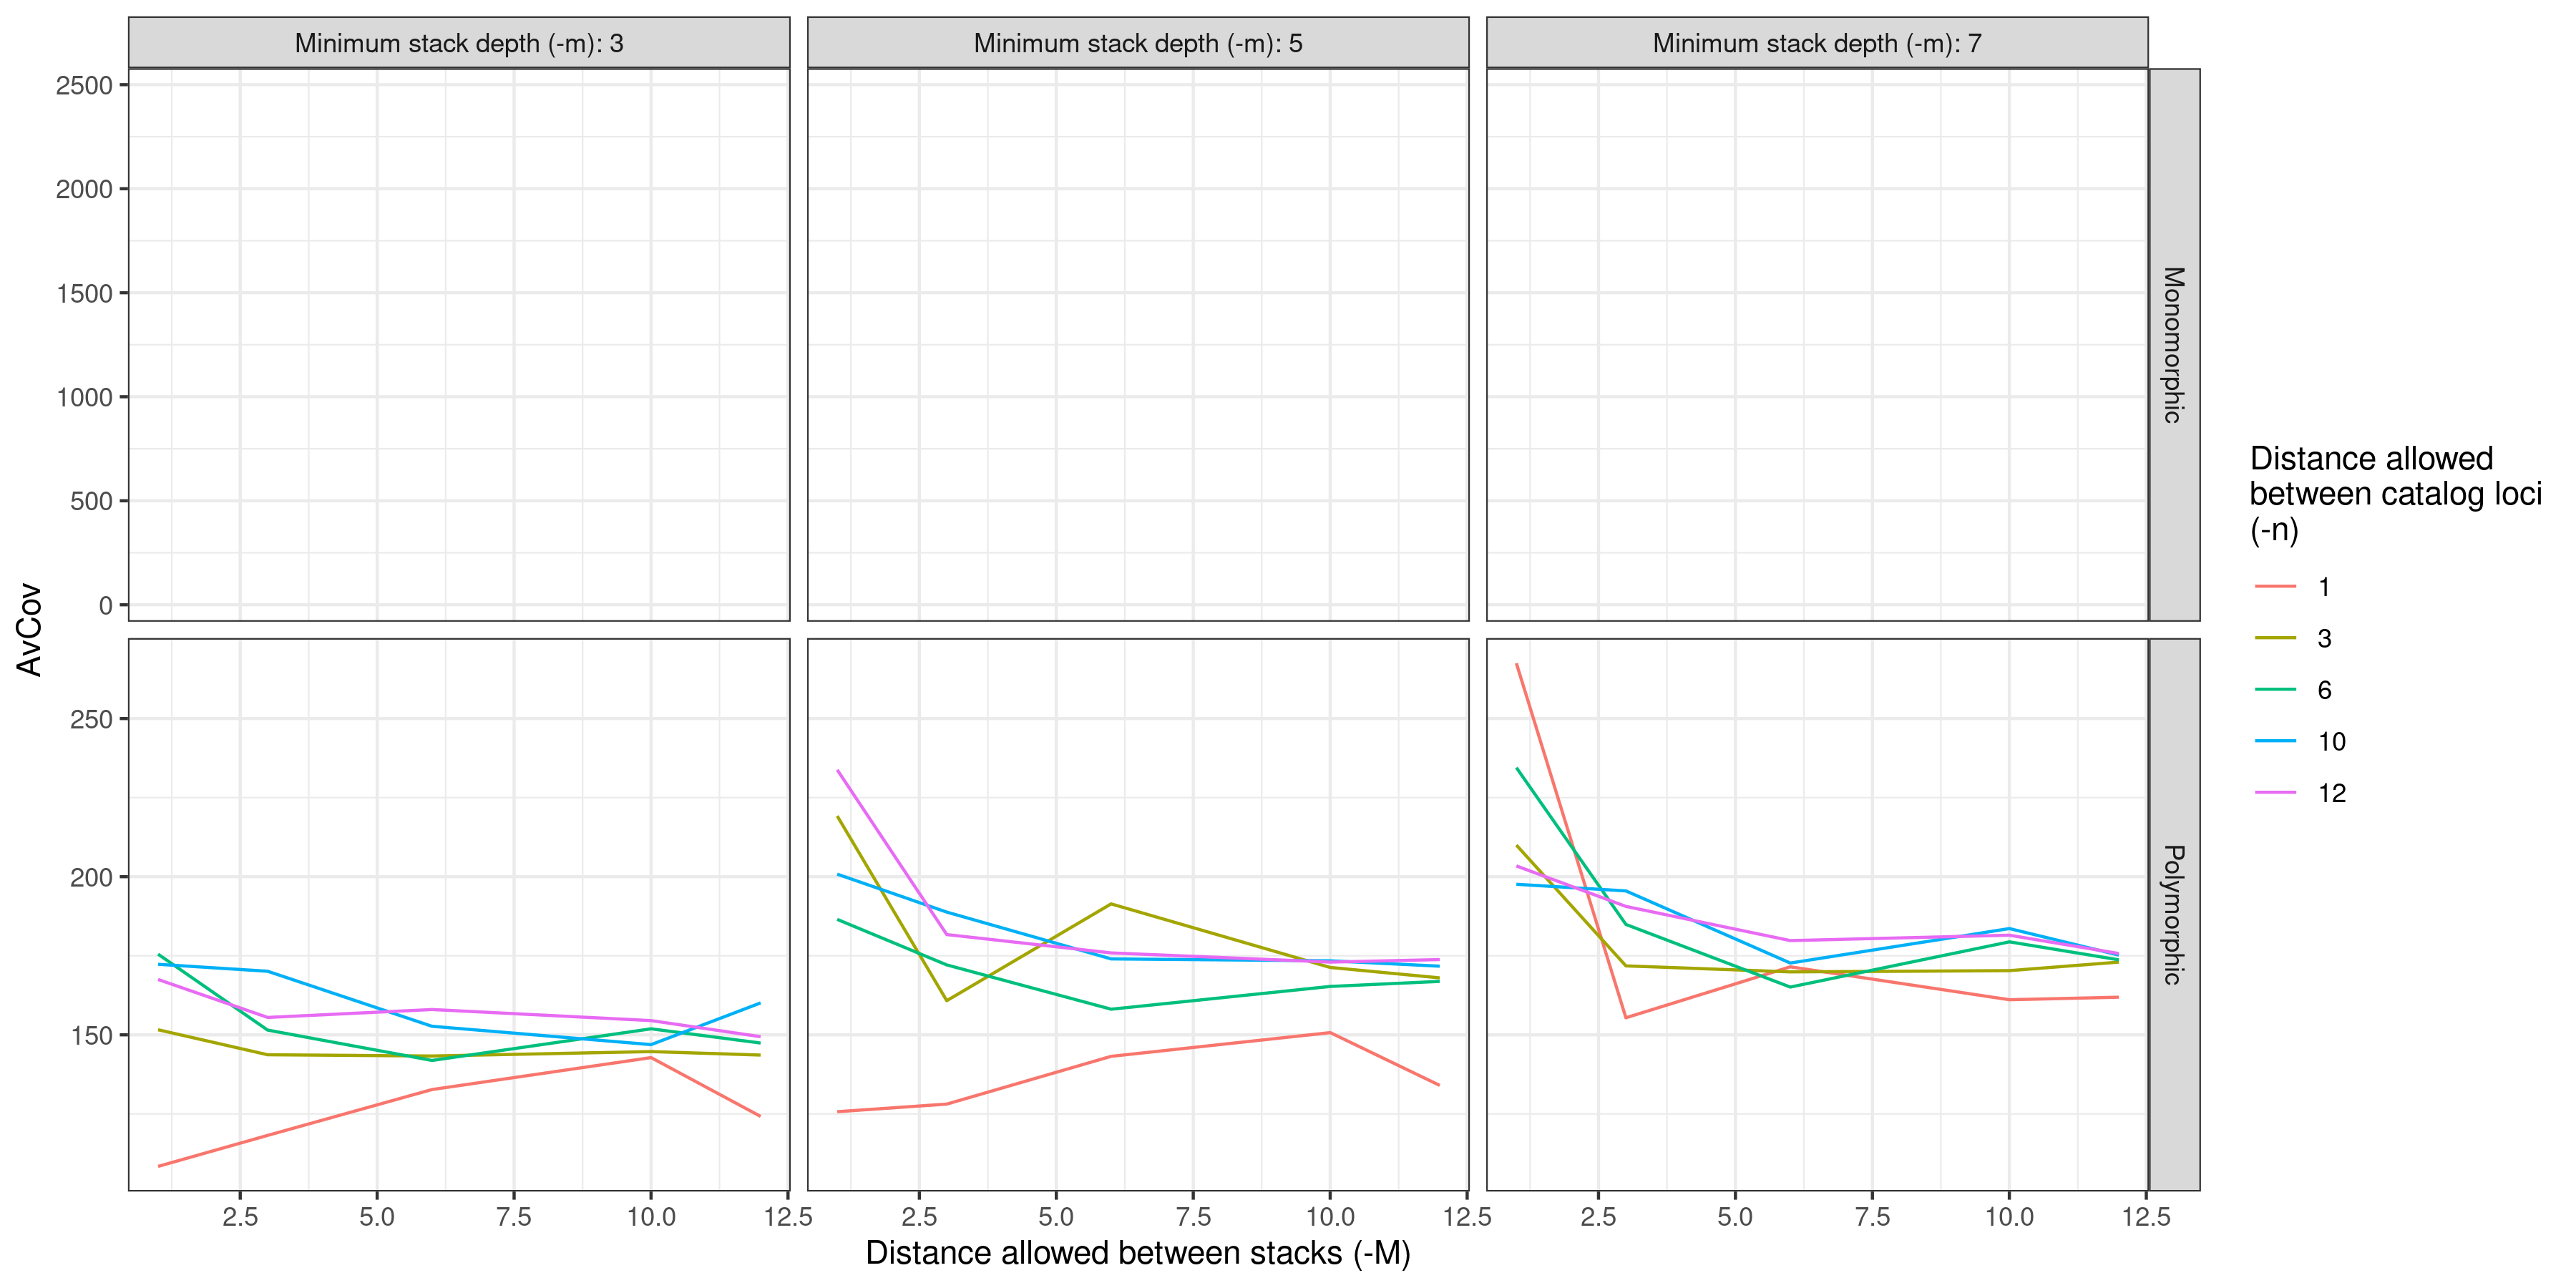 Minimum stack depth (-m): 3
Minimum stack depth (-m): 5
Minimum stack depth (-m): 7
2500
2000
1500
1000
500
0
Monomorphic
AvCov
250
200
150
Polymorphic
2.5 5.0 7.5 10.0 12.5
2.5 5.0 7.5 10.0 12.5
2.5 5.0 7.5 10.0 12.5
Distance allowed between stacks (-M)
Distance allowed
between catalog loci
(-n)
1
3
6
10
12